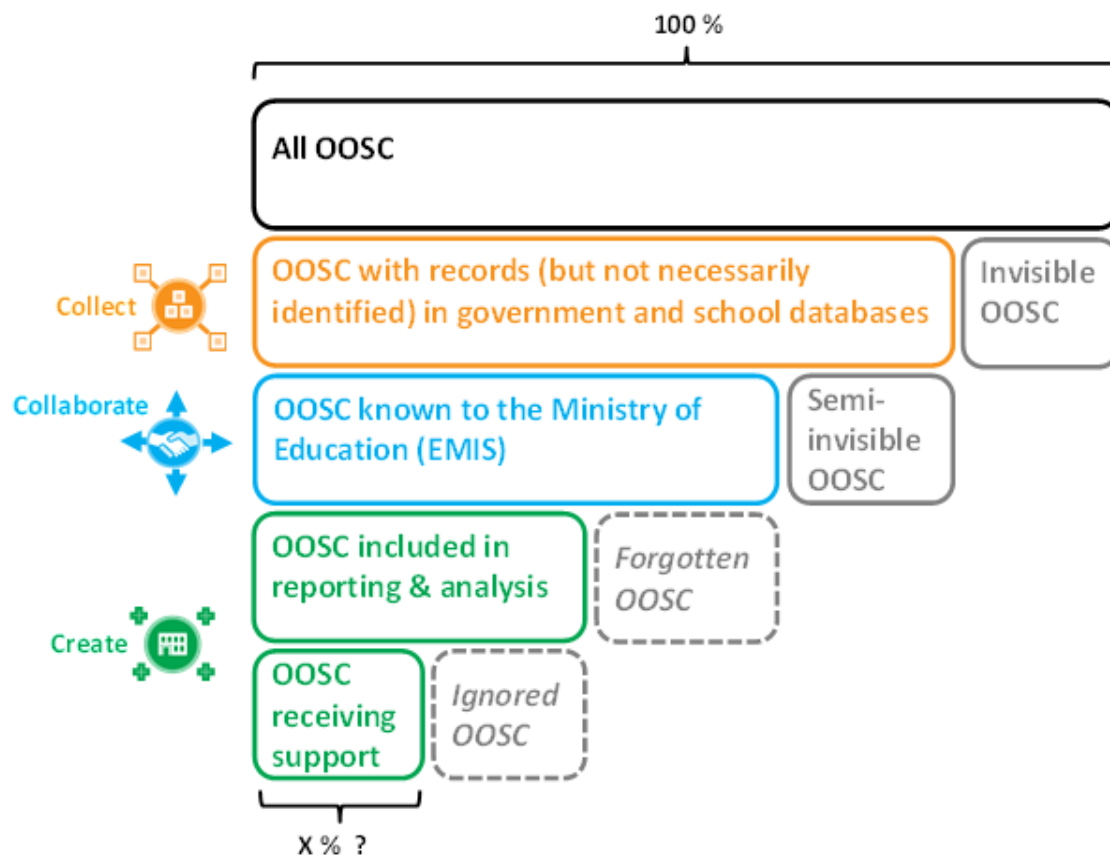 100 %
All OOSC
Collect
OOSC with records (but not necessarily
identified) in government and school databases
Invisible
OOSC
Collaborate
OOSC known to the Ministry of
Education (EMIS)
Semi-
invisible
OOSC
Create
OOSC included in
reporting & analysis
Forgotten
OOSC
OOSC
receiving
support
Ignored
OOSC
X % ?